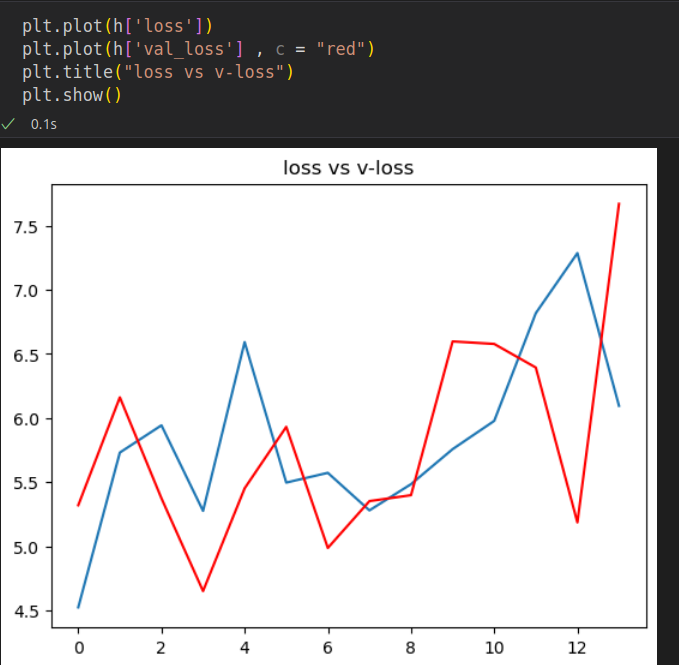 plt.plot(h['loss'])
plt.plot(h['val_loss'] , c = "red")
plt.title("loss vs v-loss")
plt.show()
0.1s
loss vs v-loss
7.5
7.0
6.5
6.0
5.5
5.0
4.5
0 2 4 6 8 10 12